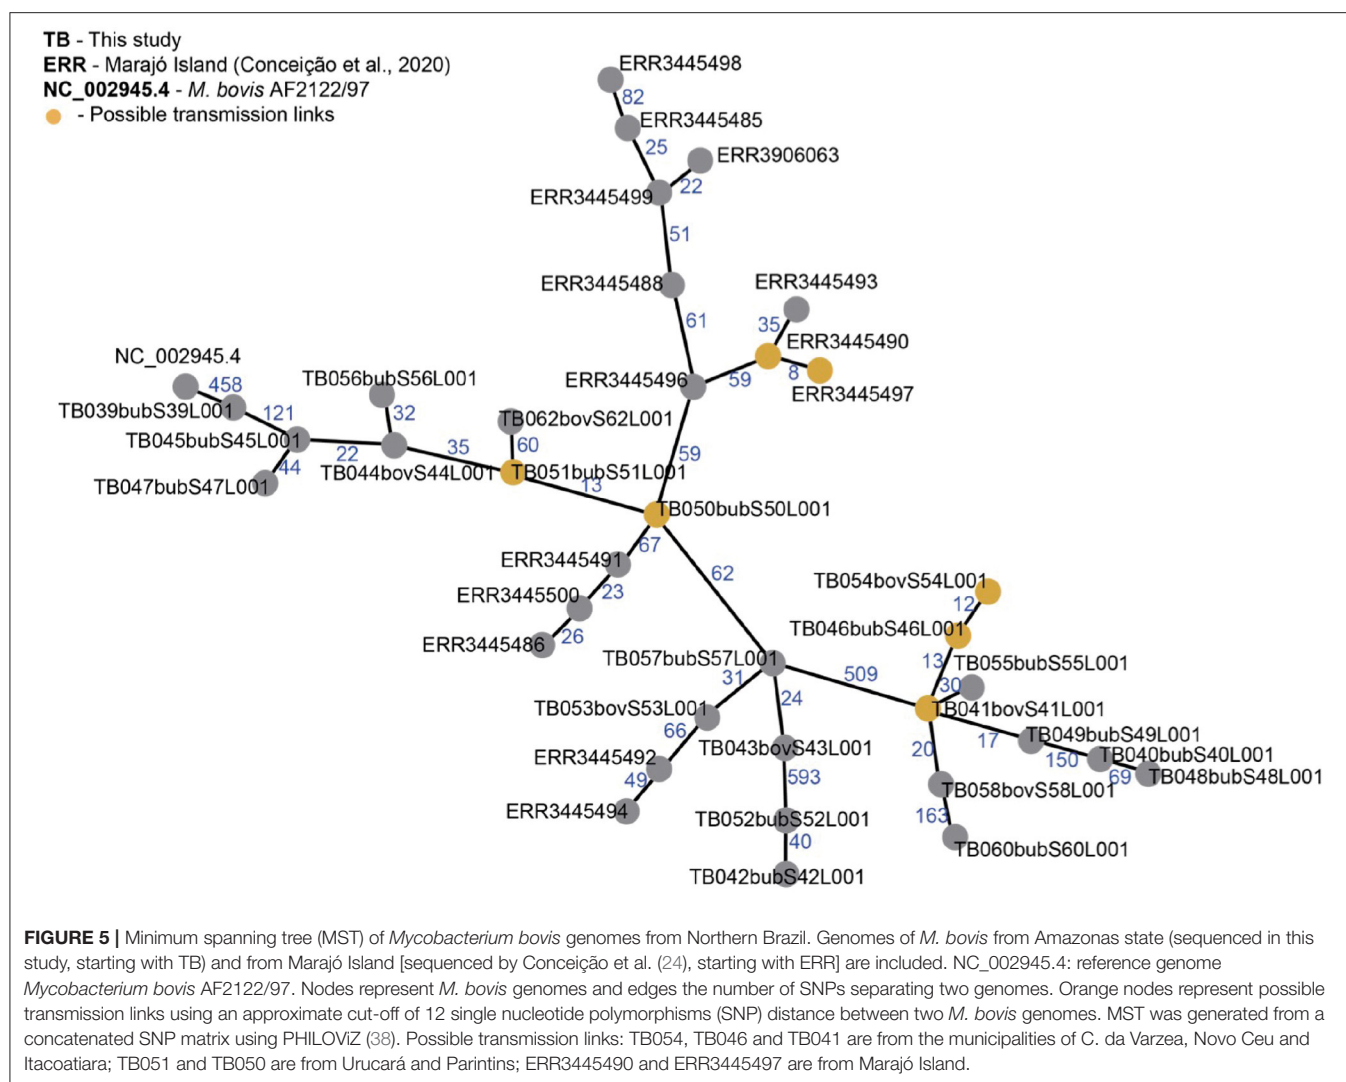 TB - This study
ERR - Marajó Island (Conceição et al., 2020)
NC_002945.4 - M. bovis AF2122/97
- Possible transmission links
ERR3445498
82
ERR3445485
25
ERR3906063
22
ERR3445499
51
ERR3445488
61
ERR3445493
35
ERR3445490
8
ERR3445497
59
ERR3445496
59
NC_002945.4
458
TB039bubS39L001
121
TB045bubS45L001
44
TB047bubS47L001
22
TB056bubS56L001
32
TB044bovS44L001
35
TB062bovS62L001
60
TB051bubS51L001
13
TB050bubS50L001
67
ERR3445491
23
ERR3445500
26
ERR3445486
62
TB057bubS57L001
31
TB053bovS53L001
66
ERR3445492
49
ERR3445494
24
TB043bovS43L001
593
TB052bubS52L001
40
TB042bubS42L001
509
TB054bovS54L001
12
TB046bubS46L001
13
TB055bubS55L001
30
TB041bovS41L001
17
TB049bubS49L001
150
TB040bubS40L001
69
TB048bubS48L001
20
TB058bovS58L001
163
TB060bubS60L001
FIGURE 5 | Minimum spanning tree (MST) of Mycobacterium bovis genomes from Northern Brazil. Genomes of M. bovis from Amazonas state (sequenced in this
study, starting with TB) and from Marajó Island [sequenced by Conceição et al. (24), starting with ERR] are included. NC_002945.4: reference genome
Mycobacterium bovis AF2122/97. Nodes represent M. bovis genomes and edges the number of SNPs separating two genomes. Orange nodes represent possible
transmission links using an approximate cut-off of 12 single nucleotide polymorphisms (SNP) distance between two M. bovis genomes. MST was generated from a
concatenated SNP matrix using PHILOViZ (38). Possible transmission links: TB054, TB046 and TB041 are from the municipalities of C. da Varzea, Novo Ceu and
Itacoatiara; TB051 and TB050 are from Urucará and Parintins; ERR3445490 and ERR3445497 are from Marajó Island.